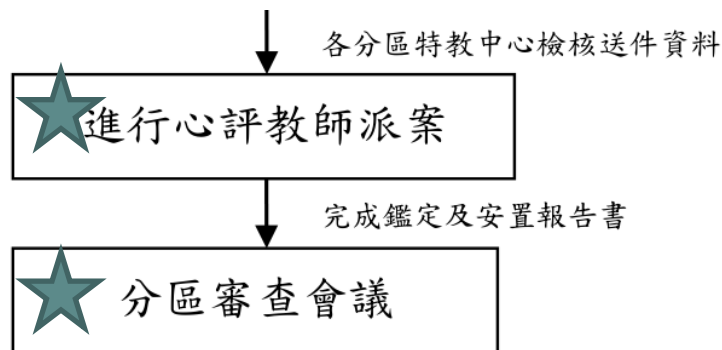 各分區特教中心檢核送件資料
進行心評教師派案
完成鑑定及安置報告書
分區審查會議